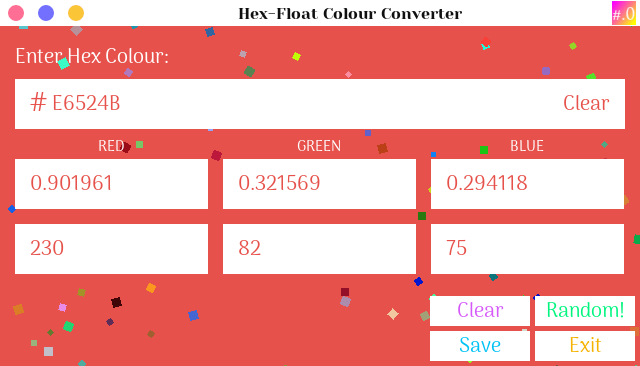 Hex-Float Colour Converter
#.0
Enter Hex Colour:
# E6524B Clear
RED GREEN BLUE
0.901961 0.321569 0.294118
230 82 75
Clear Random!
Save Exit